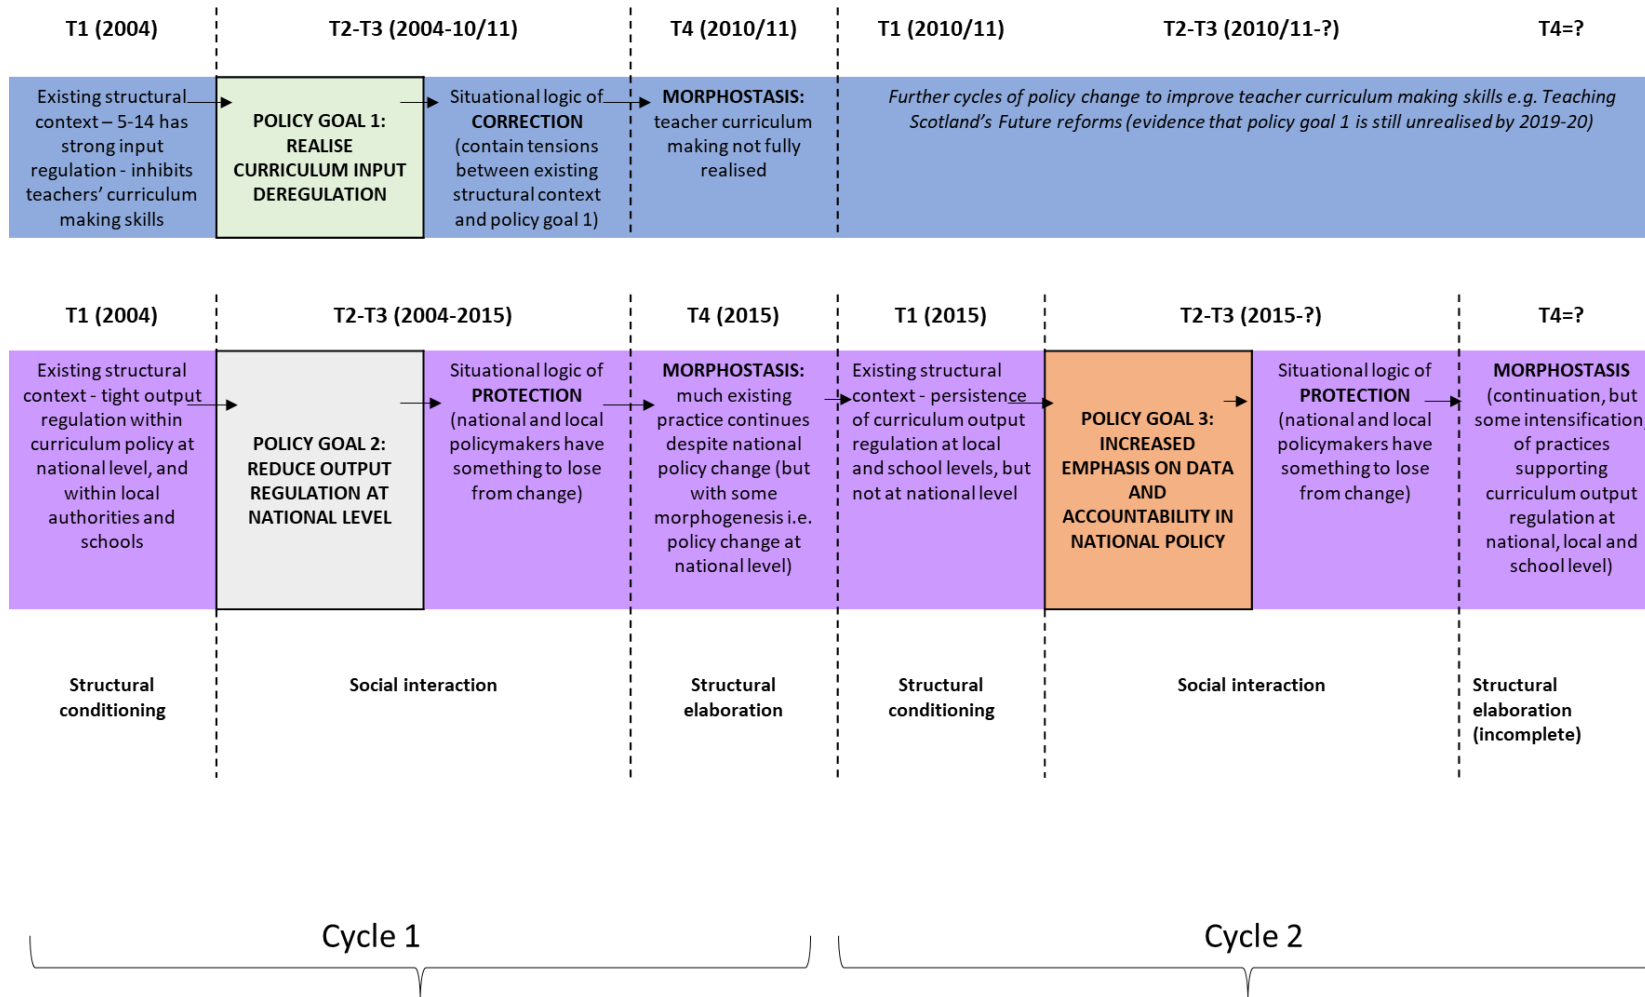 T1 (2004)
T2-T3 (2004-10/11)
T4 (2010/11)
T1 (2010/11)
T2-T3 (2010/11-?)
T4=?
Existing structural
context – 5-14 has
strong input
regulation - inhibits
teachers’ curriculum
making skills
POLICY GOAL 1:
REALISE
CURRICULUM INPUT
DEREGULATION
Situational logic of
CORRECTION
(contain tensions
between existing
structural context
and policy goal 1)
MORPHOSTASIS:
teacher curriculum
making not fully
realised
Further cycles of policy change to improve teacher curriculum making skills e.g. Teaching
Scotland’s Future reforms (evidence that policy goal 1 is still unrealised by 2019-20)
T1 (2004)
T2-T3 (2004-2015)
T4 (2015)
T1 (2015)
T2-T3 (2015-?)
T4=?
Existing structural
context - tight output
regulation within
curriculum policy at
national level, and
within local
authorities and
schools
POLICY GOAL 2:
REDUCE OUTPUT
REGULATION AT
NATIONAL LEVEL
Situational logic of
PROTECTION
(national and local
policymakers have
something to lose
from change)
MORPHOSTASIS:
much existing
practice continues
despite national
policy change (but
with some
morphogenesis i.e.
policy change at
national level)
Existing structural
context - persistence
of curriculum output
regulation at local
and school levels, but
not at national level
POLICY GOAL 3:
INCREASED
EMPHASIS ON DATA
AND
ACCOUNTABILITY IN
NATIONAL POLICY
Situational logic of
PROTECTION
(national and local
policymakers have
something to lose
from change)
MORPHOSTASIS
(continuation, but
some intensification,
of practices
supporting
curriculum output
regulation at
national, local and
school level)
Structural
conditioning
Social interaction
Structural
elaboration
Structural
conditioning
Social interaction
Structural
elaboration
(incomplete)
Cycle 1
Cycle 2